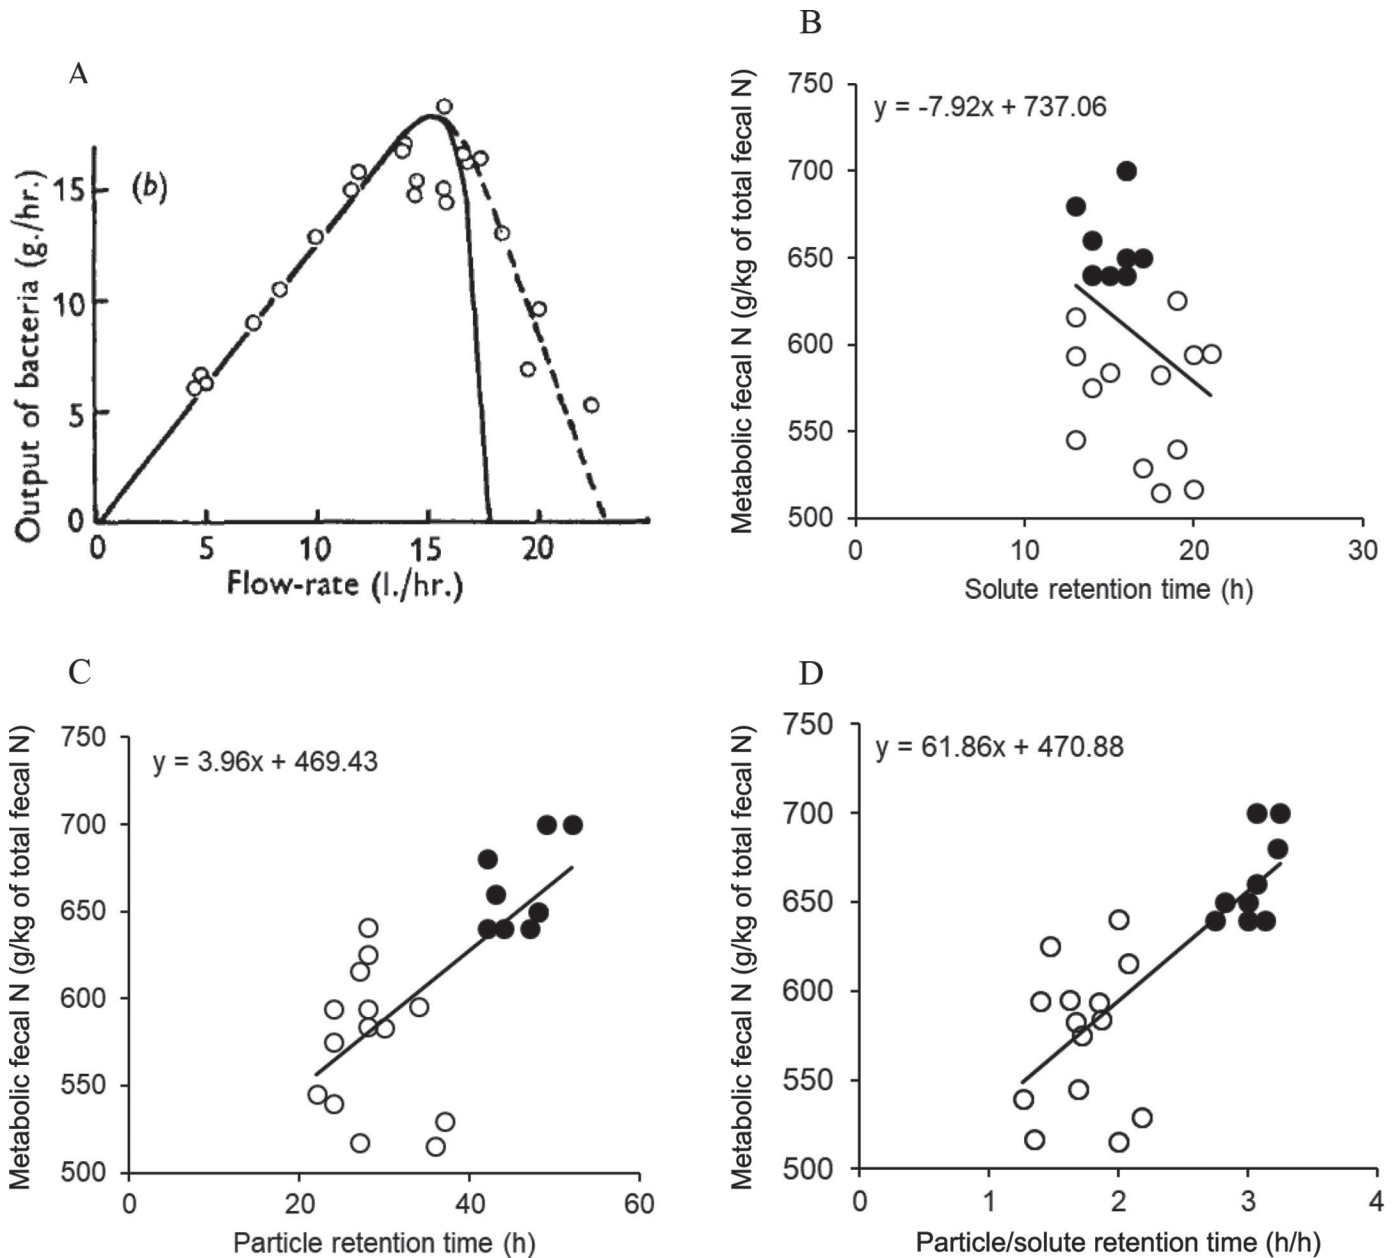 A
Output of bacteria (g./hr.)
(b)
15
10
5
0
0 5 10 15 20
Flow-rate (l./hr.)
B
Metabolic fecal N (g/kg of total fecal N)
y = -7.92x + 737.06
750
700
650
600
550
500
0 10 20 30
Solute retention time (h)
C
Metabolic fecal N (g/kg of total fecal N)
y = 3.96x + 469.43
750
700
650
600
550
500
0 20 40 60
Particle retention time (h)
D
Metabolic fecal N (g/kg of total fecal N)
y = 61.86x + 470.88
750
700
650
600
550
500
0 1 2 3 4
Particle/solute retention time (h/h)